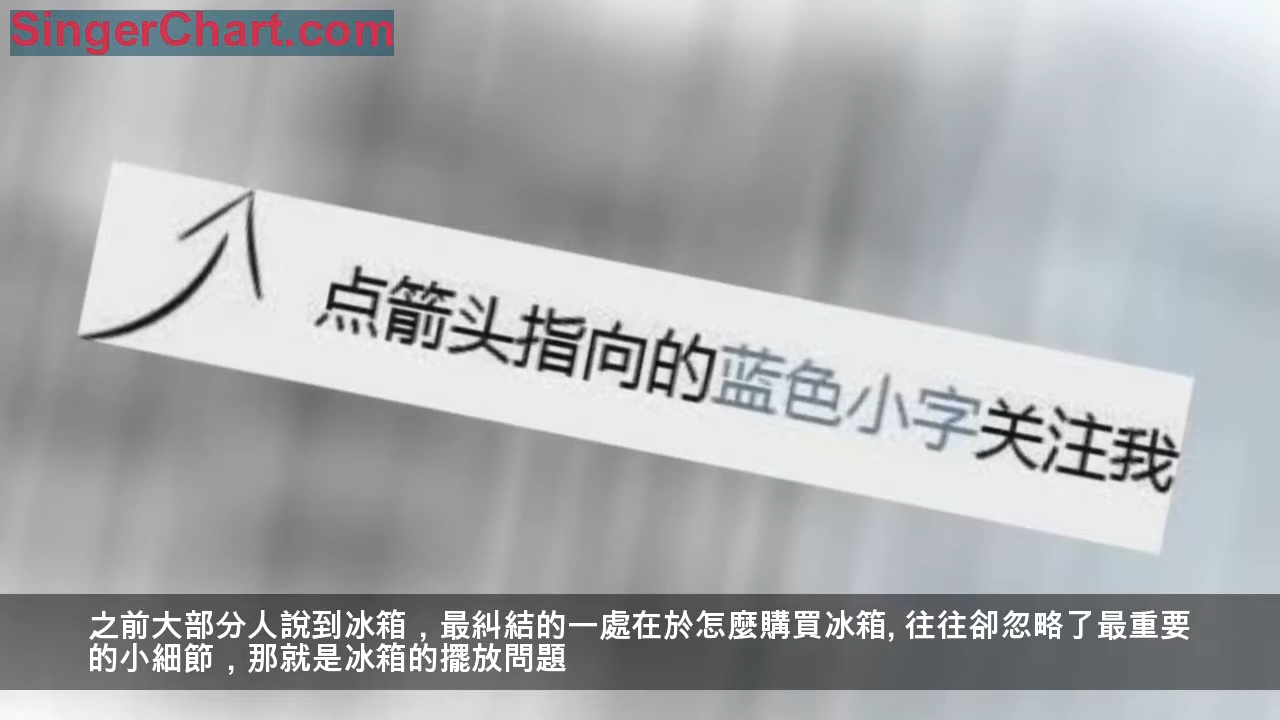 SingerChart.com
点箭头指向的蓝色小字关注我
之前大部分人說到冰箱，最糾結的一處在於怎麼購買冰箱, 往往卻忽略了最重要
的小細節，那就是冰箱的擺放問題